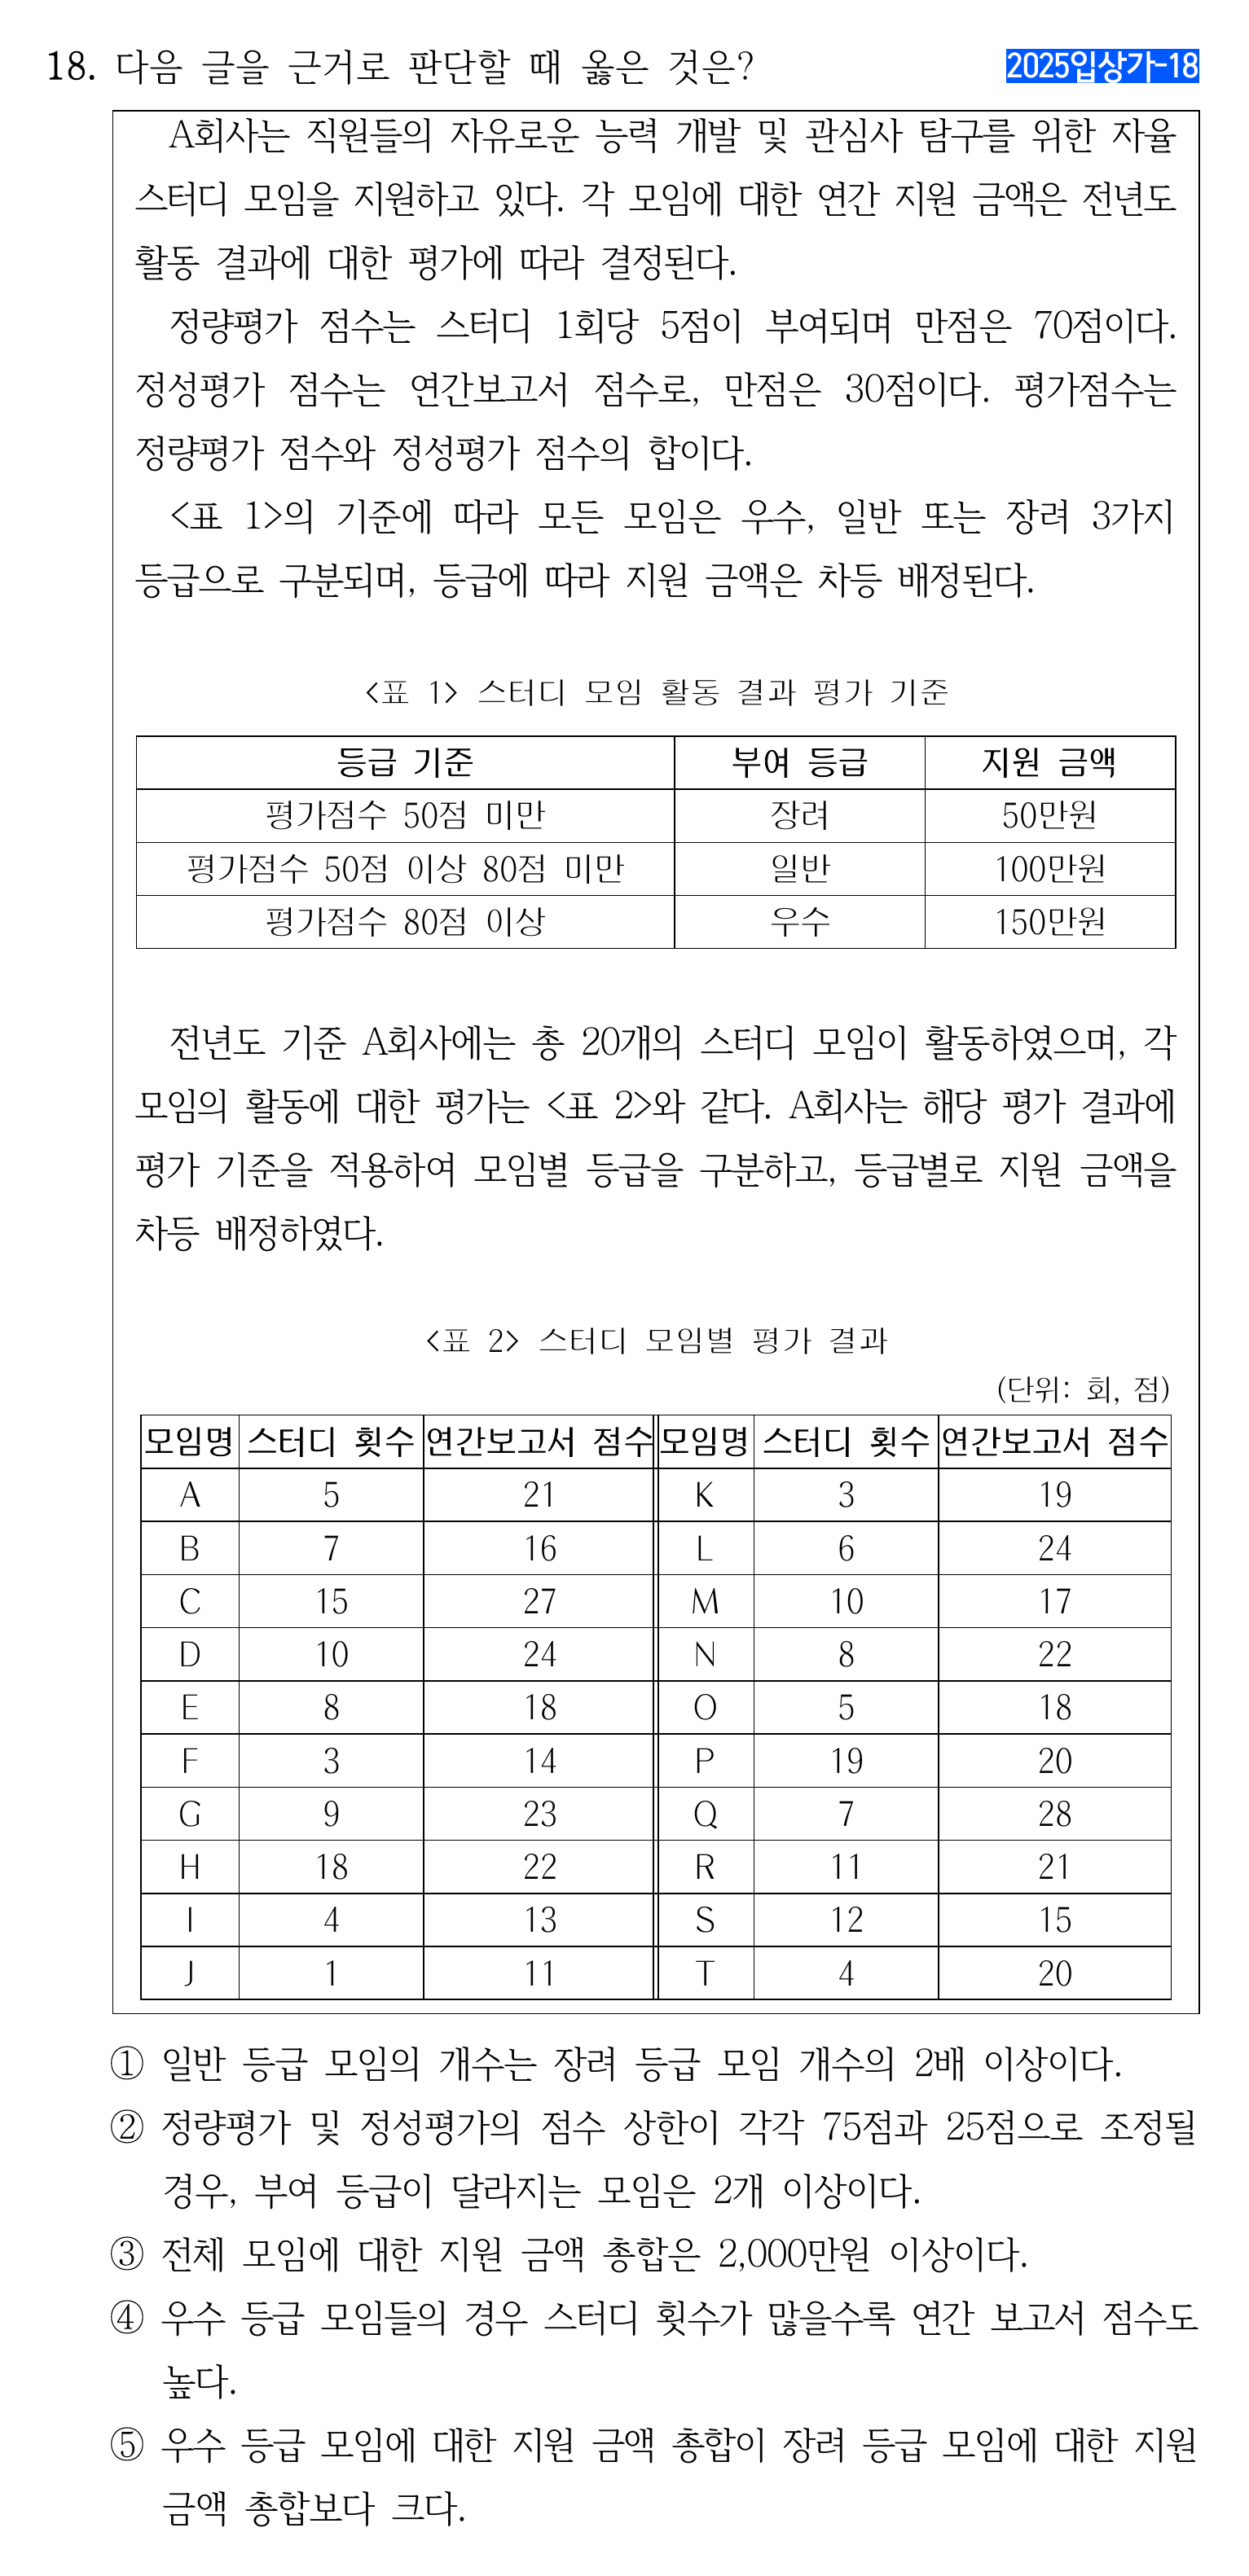 18. 다음 글을 근거로 판단할 때 옳은 것은?
2025입상가-18
A회사는 직원들의 자유로운 능력 개발 및 관심사 탐구를 위한 자율
스터디 모임을 지원하고 있다. 각 모임에 대한 연간 지원 금액은 전년도
활동 결과에 대한 평가에 따라 결정된다.
정량평가 점수는 스터디 1회당 5점이 부여되며 만점은 70점이다.
정성평가 점수는 연간보고서 점수로, 만점은 30점이다. 평가점수는
정량평가 점수와 정성평가 점수의 합이다.
<표 1>의 기준에 따라 모든 모임은 우수, 일반 또는 장려 3가지
등급으로 구분되며, 등급에 따라 지원 금액은 차등 배정된다.
<표 1> 스터디 모임 활동 결과 평가 기준
등급 기준 부여 등급 지원 금액
평가점수 50점 미만 장려 50만원
평가점수 50점 이상 80점 미만 일반 100만원
평가점수 80점 이상 우수 150만원
전년도 기준 A회사에는 총 20개의 스터디 모임이 활동하였으며, 각
모임의 활동에 대한 평가는 <표 2>와 같다. A회사는 해당 평가 결과에
평가 기준을 적용하여 모임별 등급을 구분하고, 등급별로 지원 금액을
차등 배정하였다.
<표 2> 스터디 모임별 평가 결과
(단위: 회, 점)
모임명 스터디 횟수 연간보고서 점수 모임명 스터디 횟수 연간보고서 점수
A 5 21 K 3 19
B 7 16 L 6 24
C 15 27 M 10 17
D 10 24 N 8 22
E 8 18 O 5 18
F 3 14 P 19 20
G 9 23 Q 7 28
H 18 22 R 11 21
I 4 13 S 12 15
J 1 11 T 4 20
① 일반 등급 모임의 개수는 장려 등급 모임 개수의 2배 이상이다.
② 정량평가 및 정성평가의 점수 상한이 각각 75점과 25점으로 조정될
경우, 부여 등급이 달라지는 모임은 2개 이상이다.
③ 전체 모임에 대한 지원 금액 총합은 2,000만원 이상이다.
④ 우수 등급 모임들의 경우 스터디 횟수가 많을수록 연간 보고서 점수도
높다.
⑤ 우수 등급 모임에 대한 지원 금액 총합이 장려 등급 모임에 대한 지원
금액 총합보다 크다.